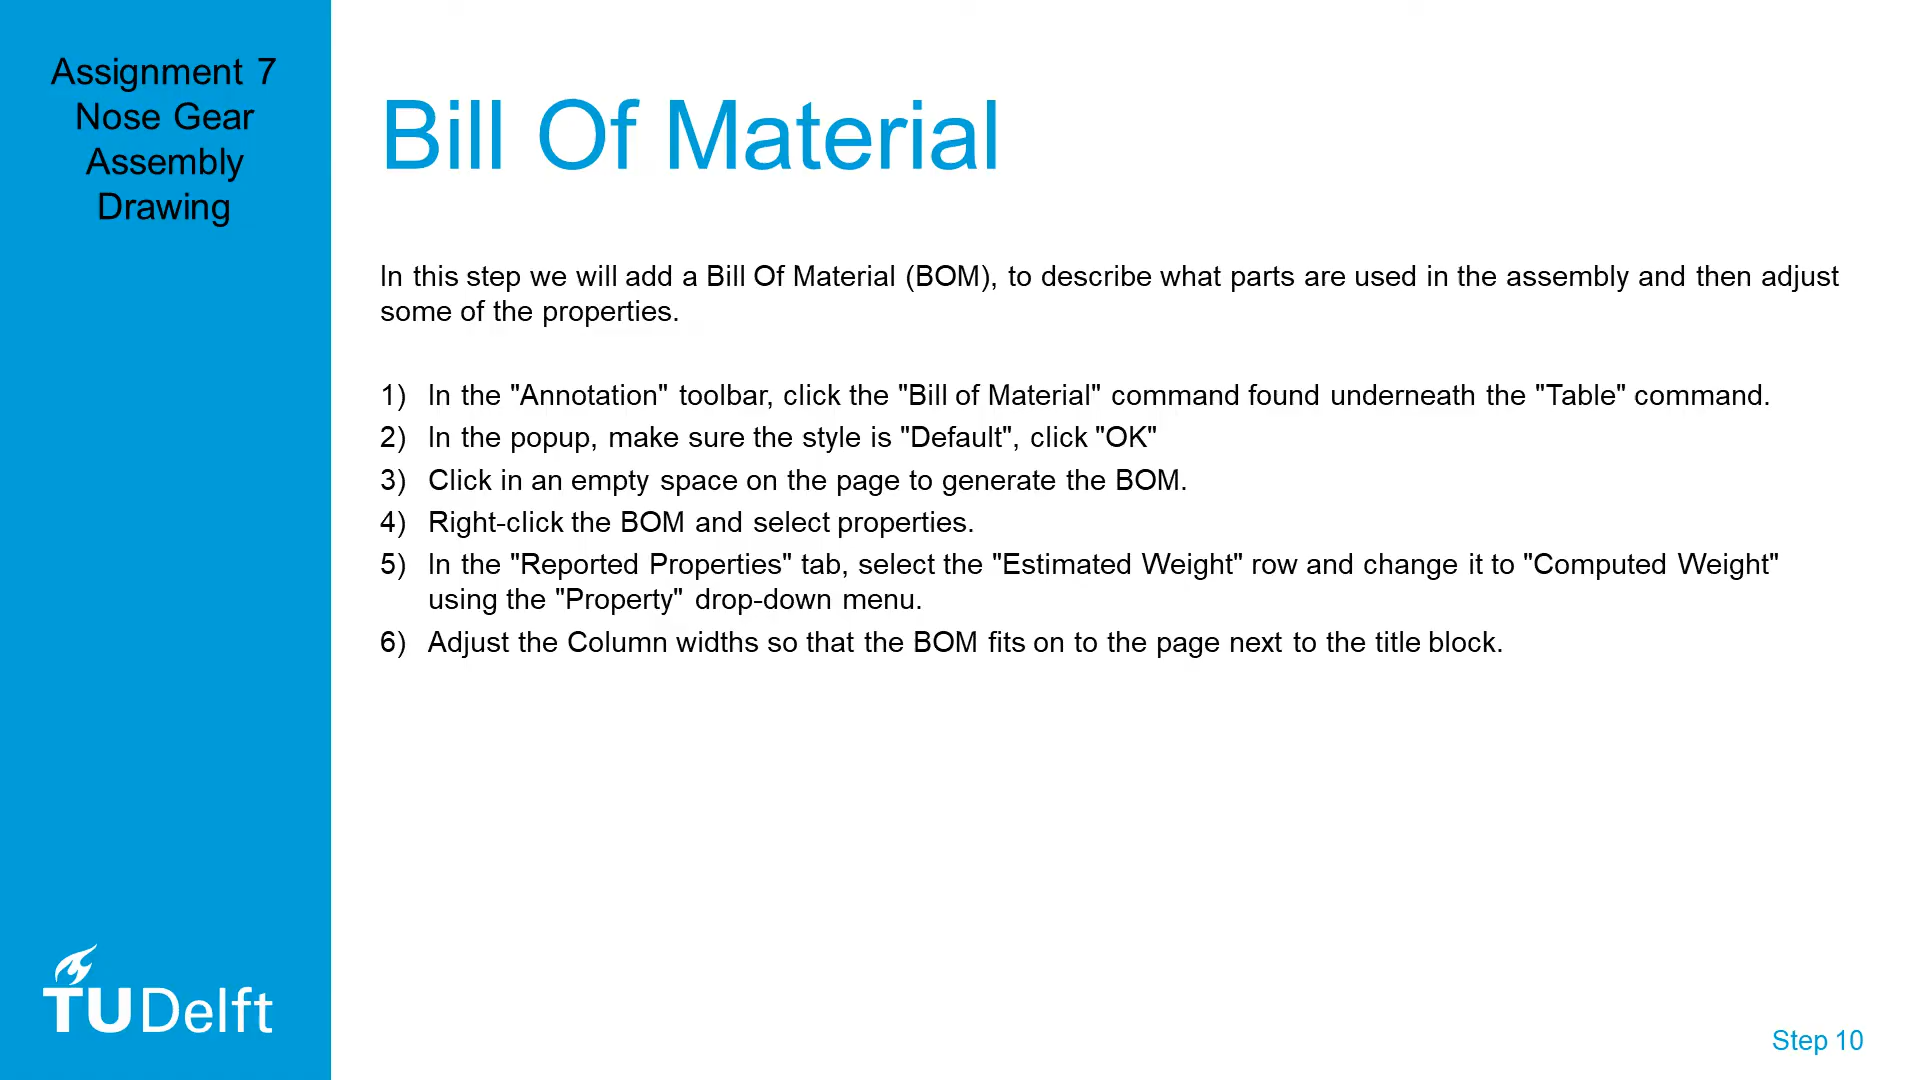 Assignment 7
Nose Gear
Assembly
Drawing
Bill Of Material
In this step we will add a Bill Of Material (BOM), to describe what parts are used in the assembly and then adjust
some of the properties.
1) In the "Annotation" toolbar, click the "Bill of Material" command found underneath the "Table" command.
2) In the popup, make sure the style is "Default", click "OK"
3) Click in an empty space on the page to generate the BOM.
4) Right-click the BOM and select properties.
5) In the "Reported Properties" tab, select the "Estimated Weight" row and change it to "Computed Weight"
using the "Property" drop-down menu.
6) Adjust the Column widths so that the BOM fits on to the page next to the title block.
TUDelft
Step 10